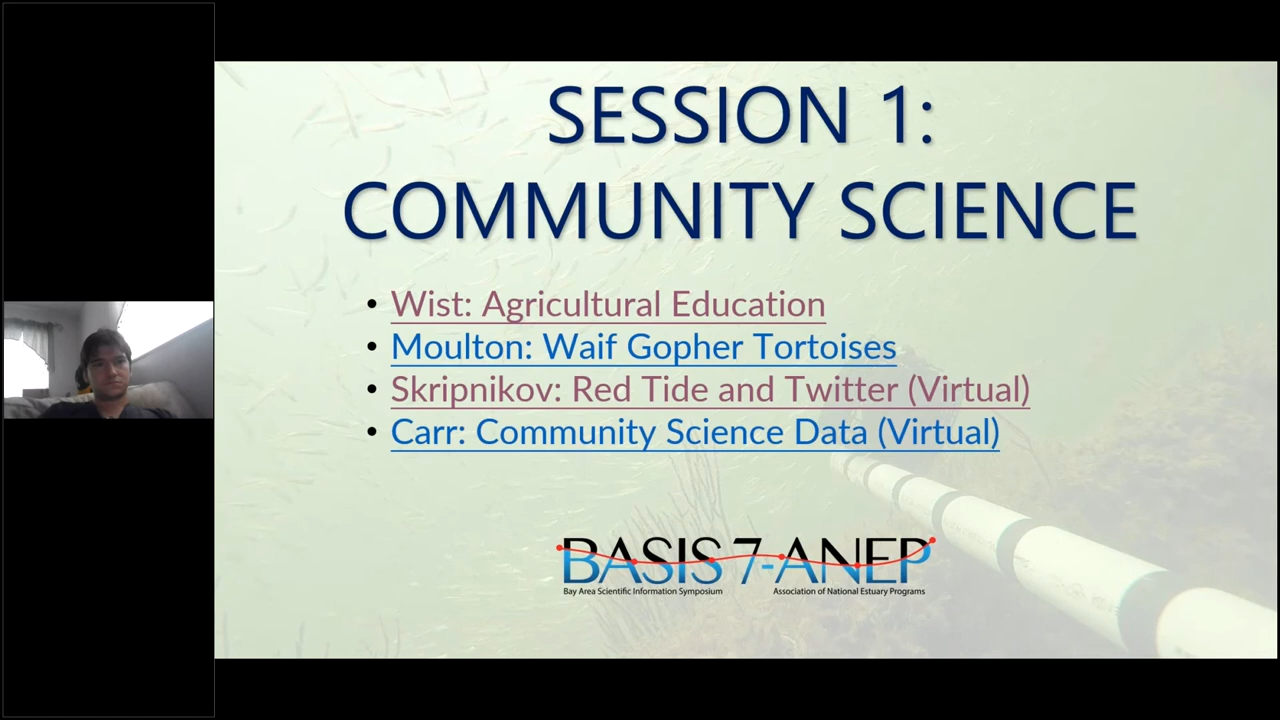 SESSION 1:
COMMUNITY SCIENCE
• Wist: Agricultural Education
• Moulton: Waif Gopher Tortoises
• Skripnikov: Red Tide and Twitter (Virtual)
• Carr: Community Science Data (Virtual)
BASIS 7-ANEP
Bay Area Scientific Information Symposium Association of National Estuary Programs